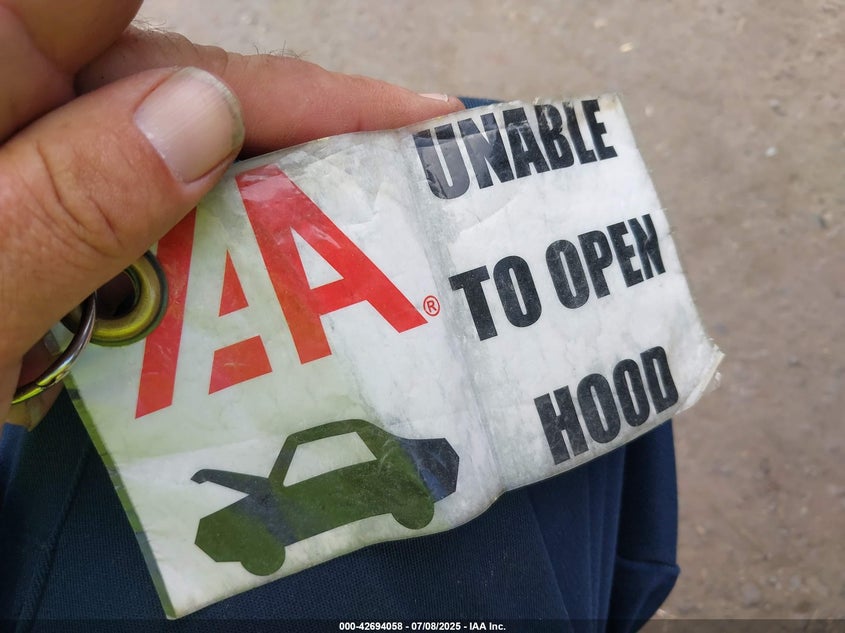 IAA®
UNABLE
TO OPEN
HOOD
000-42694058 - 07/08/2025 - IAA Inc.